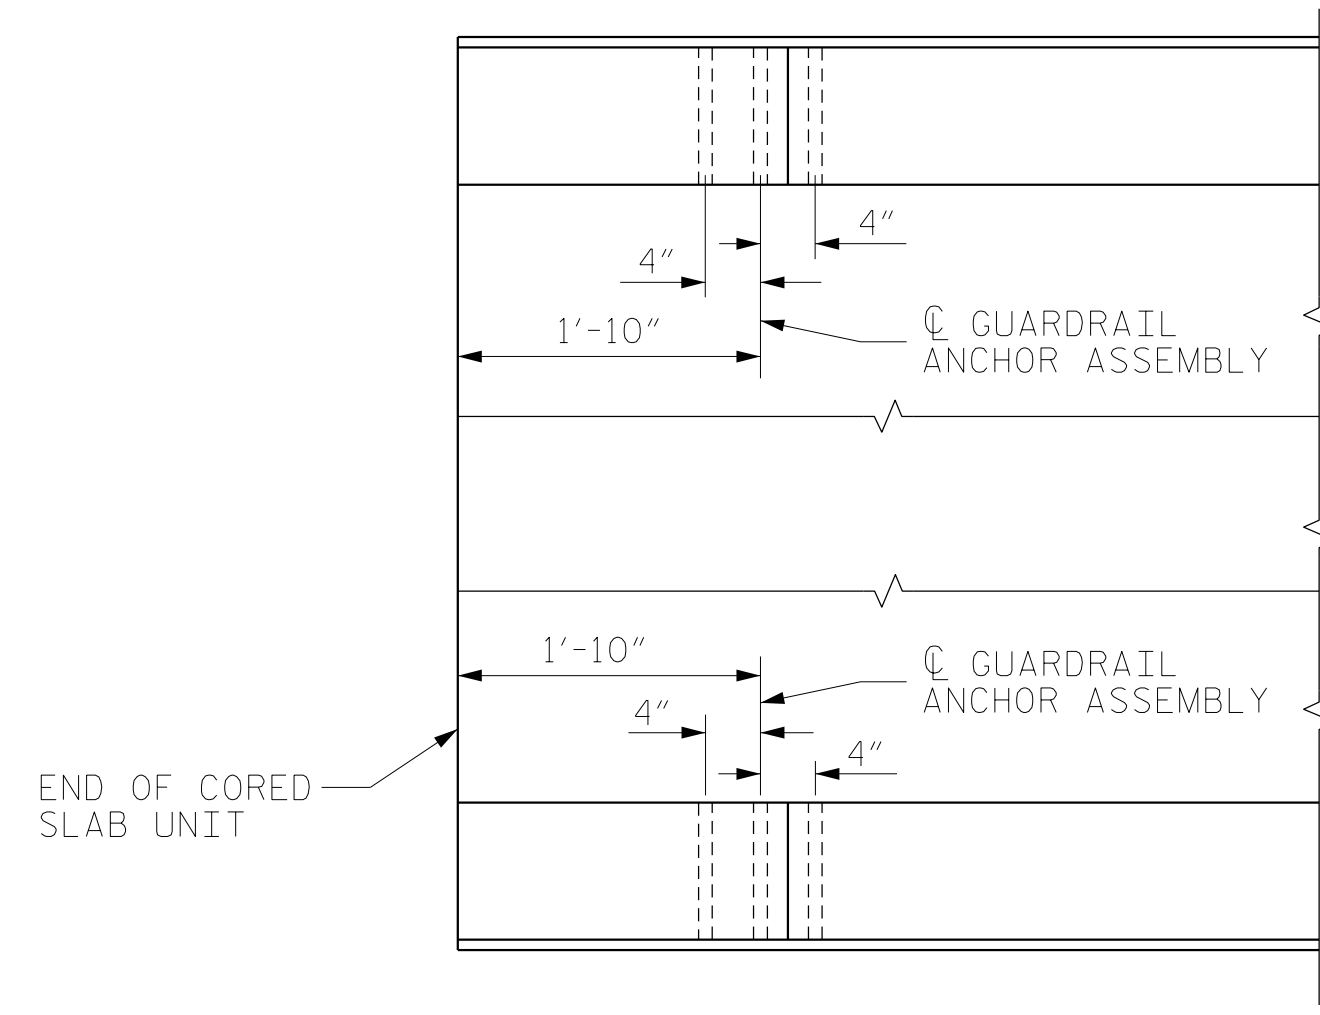 4"
4"
1'-10"
℄ GUARDRAIL
ANCHOR ASSEMBLY
1'-10"
℄ GUARDRAIL
ANCHOR ASSEMBLY
4"
4"
END OF CORED
SLAB UNIT